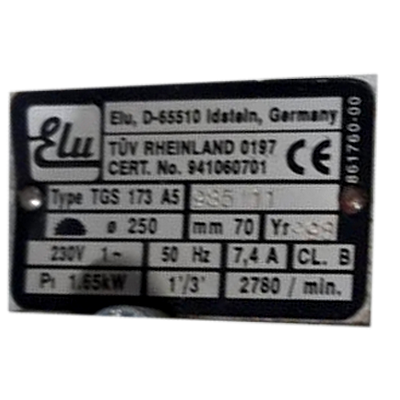 Elu
Elu, D-65510 Idstein, Germany
TÜV RHEINLAND 0197
CERT. No. 941060701
CE
861760-00
Type TGS 173 A5
ø 250 mm 70 Yr
230V 1~ 50 Hz 7,4 A CL. B
P1 1.65kW 1'/3' 2780 / min.